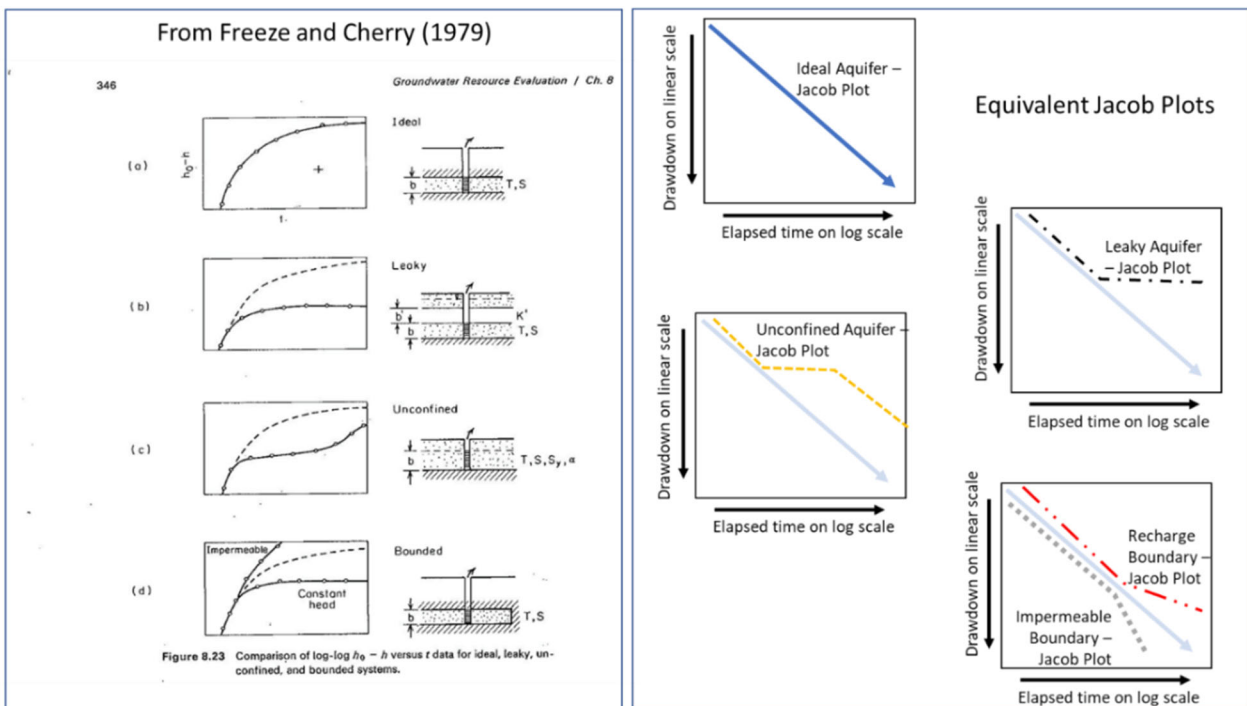 From Freeze and Cherry (1979)
346
Groundwater Resource Evaluation / Ch. 8
(a)
h₀-h
t
Ideal
b
T,S
(b)
Leaky
b'
b
K'
T,S
(c)
Unconfined
b
T,S,Sy,α
(d)
Impermeable
Constant
head
Bounded
b
T,S
Figure 8.23 Comparison of log-log h₀ − h versus t data for ideal, leaky, un-
confined, and bounded systems.
Equivalent Jacob Plots
Drawdown on linear scale
Ideal Aquifer –
Jacob Plot
Elapsed time on log scale
Drawdown on linear scale
Leaky Aquifer
– Jacob Plot
Elapsed time on log scale
Drawdown on linear scale
Unconfined Aquifer –
Jacob Plot
Elapsed time on log scale
Drawdown on linear scale
Recharge
Boundary –
Jacob Plot
Impermeable
Boundary –
Jacob Plot
Elapsed time on log scale